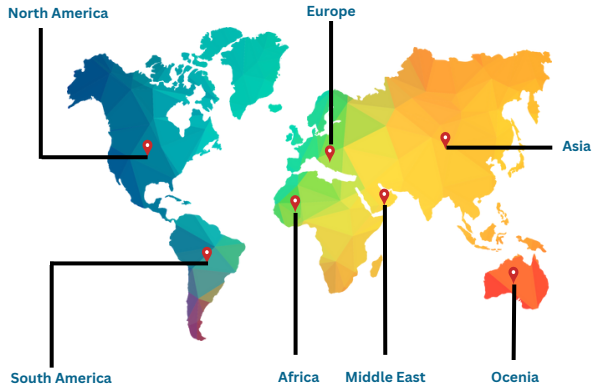 North America
Europe
Asia
South America
Africa
Middle East
Ocenia